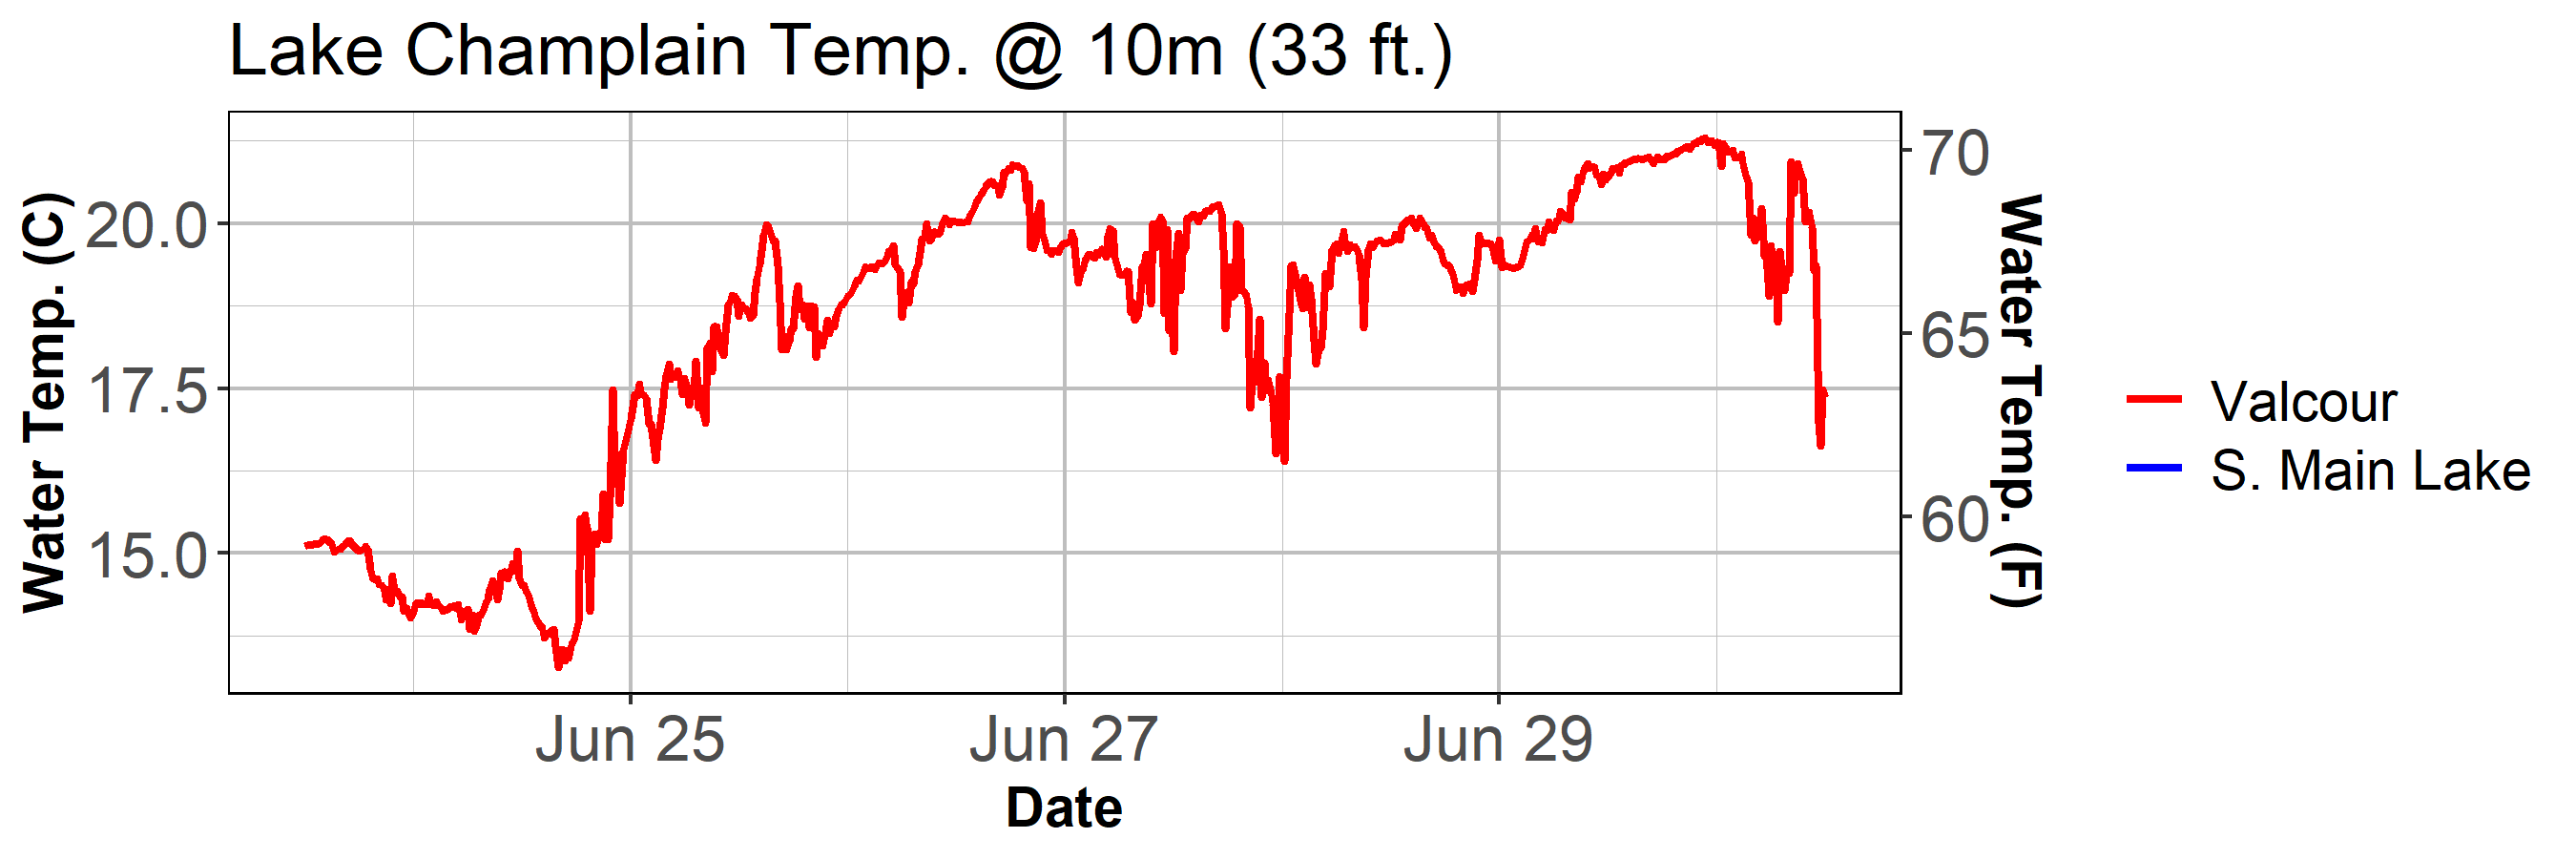 Lake Champlain Temp. @ 10m (33 ft.)
Water Temp. (C)
20.0
17.5
15.0
70
65
60
Water Temp. (F)
Jun 25
Jun 27
Jun 29
Date
Valcour
S. Main Lake